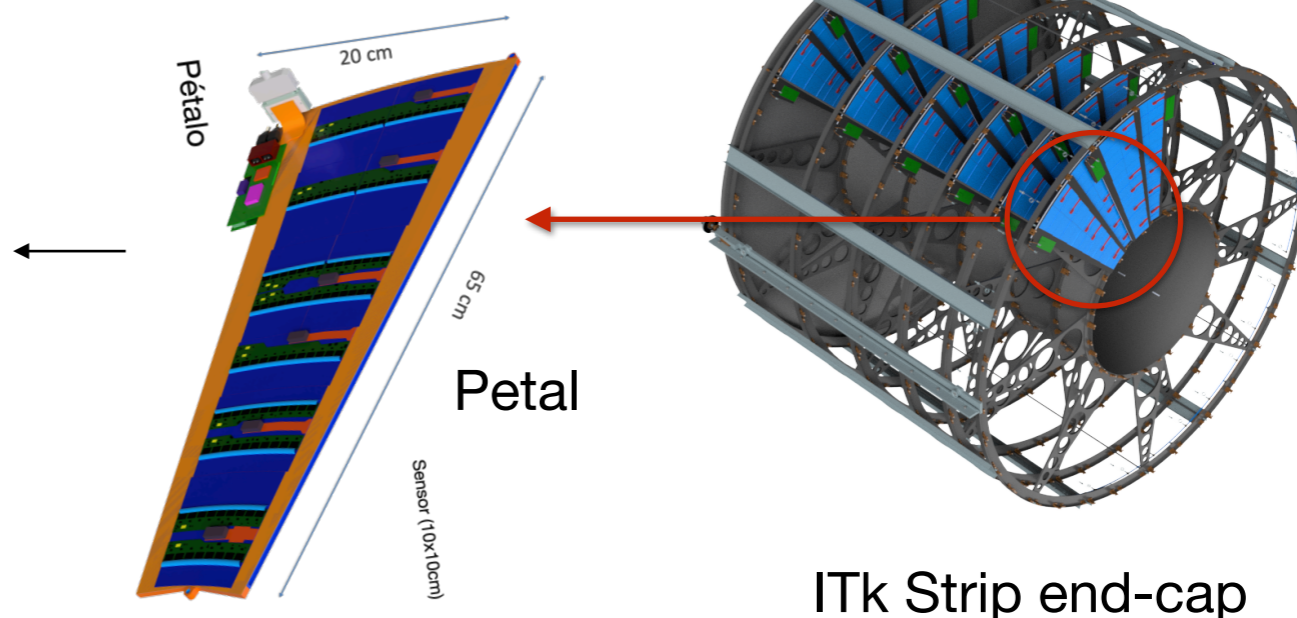 20 cm
Pétalo
65 cm
Petal
Sensor (10x10cm)
ITk Strip end-cap